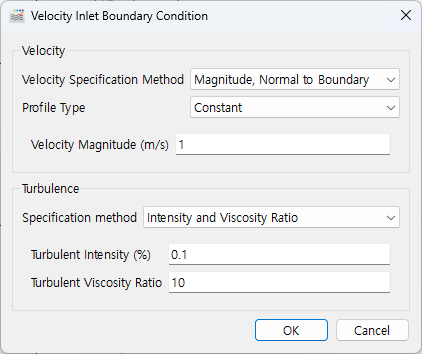 Velocity Inlet Boundary Condition
Velocity
Velocity Specification Method Magnitude, Normal to Boundary
Profile Type Constant
Velocity Magnitude (m/s) 1
Turbulence
Specification method Intensity and Viscosity Ratio
Turbulent Intensity (%) 0.1
Turbulent Viscosity Ratio 10
OK Cancel